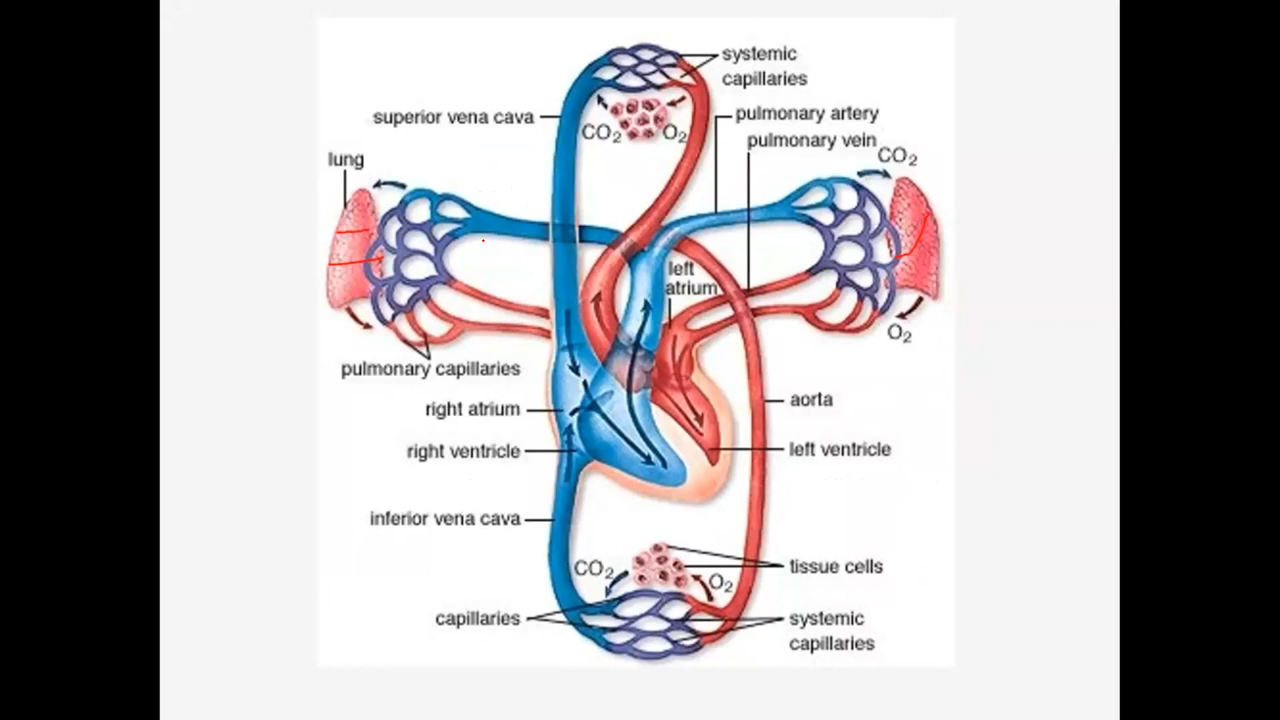 systemic
capillaries
superior vena cava
pulmonary artery
CO₂
O₂
pulmonary vein
CO₂
lung
left
atrium
O₂
pulmonary capillaries
right atrium
aorta
right ventricle
left ventricle
inferior vena cava
CO₂
O₂
tissue cells
capillaries
systemic
capillaries